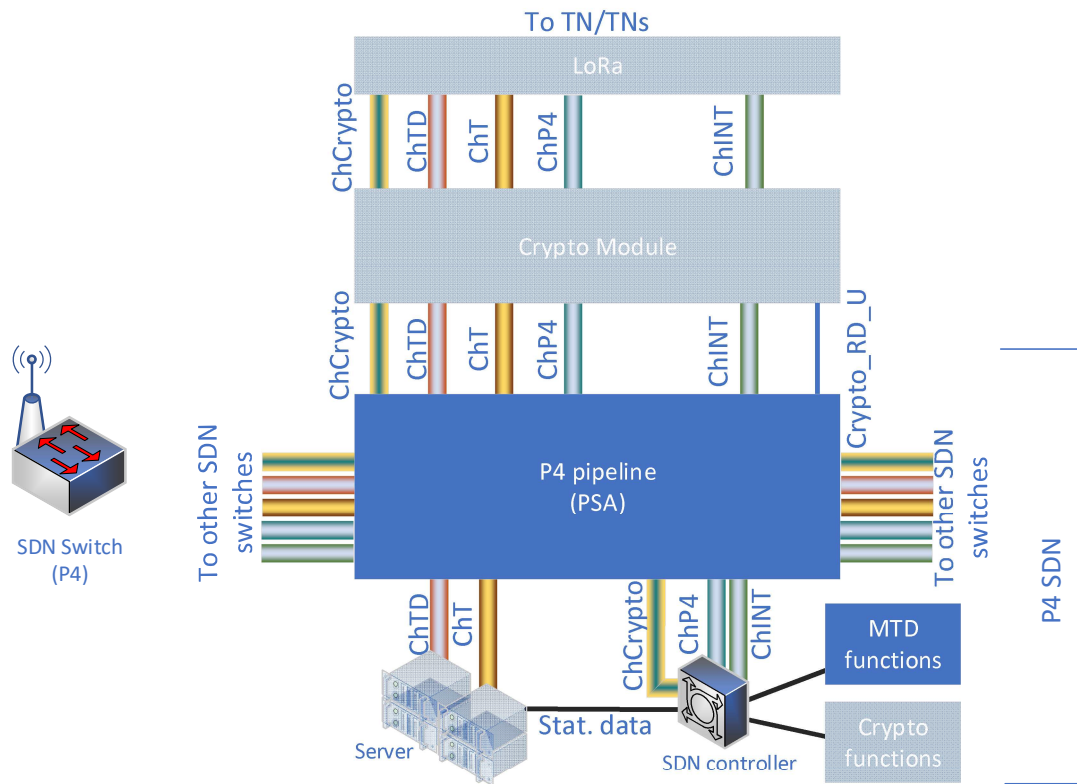 To TN/TNs
LoRa
ChCrypto
ChTD
ChT
ChP4
ChINT
Crypto Module
ChCrypto
ChTD
ChT
ChP4
ChINT
Crypto_RD_U
To other SDN
switches
P4 pipeline
(PSA)
To other SDN
switches
SDN Switch
(P4)
P4 SDN
ChTD
ChT
ChCrypto
ChP4
ChINT
MTD
functions
Stat. data
Server
SDN controller
Crypto
functions